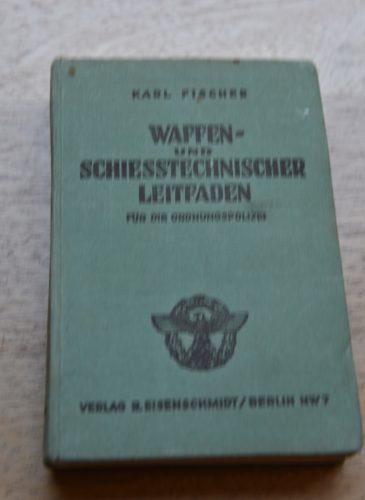 KARL FISCHER
WAFFEN-
UND
SCHIESSTECHNISCHER
LEITFADEN
FÜR DIE ORDNUNGSPOLIZEI
VERLAG R. EISENSCHMIDT / BERLIN NW 7